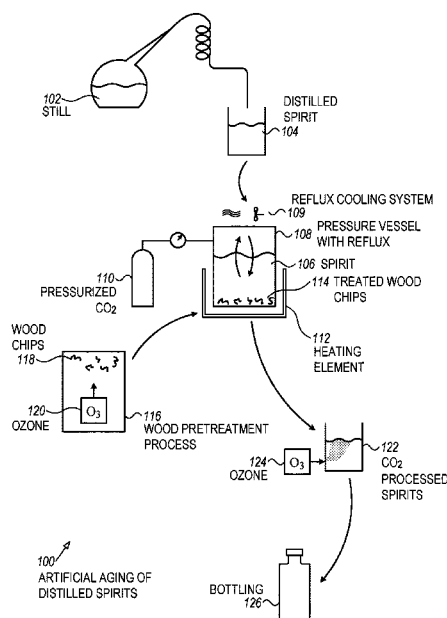 102
STILL
DISTILLED
SPIRIT
104
REFLUX COOLING SYSTEM
109
108
PRESSURE VESSEL
WITH REFLUX
106 SPIRIT
110
PRESSURIZED
CO2
114 TREATED WOOD
CHIPS
112
HEATING
ELEMENT
WOOD
CHIPS
118
120
OZONE
O3
116
WOOD PRETREATMENT
PROCESS
124
OZONE
O3
122
CO2
PROCESSED
SPIRITS
100
ARTIFICIAL AGING OF
DISTILLED SPIRITS
BOTTLING
126